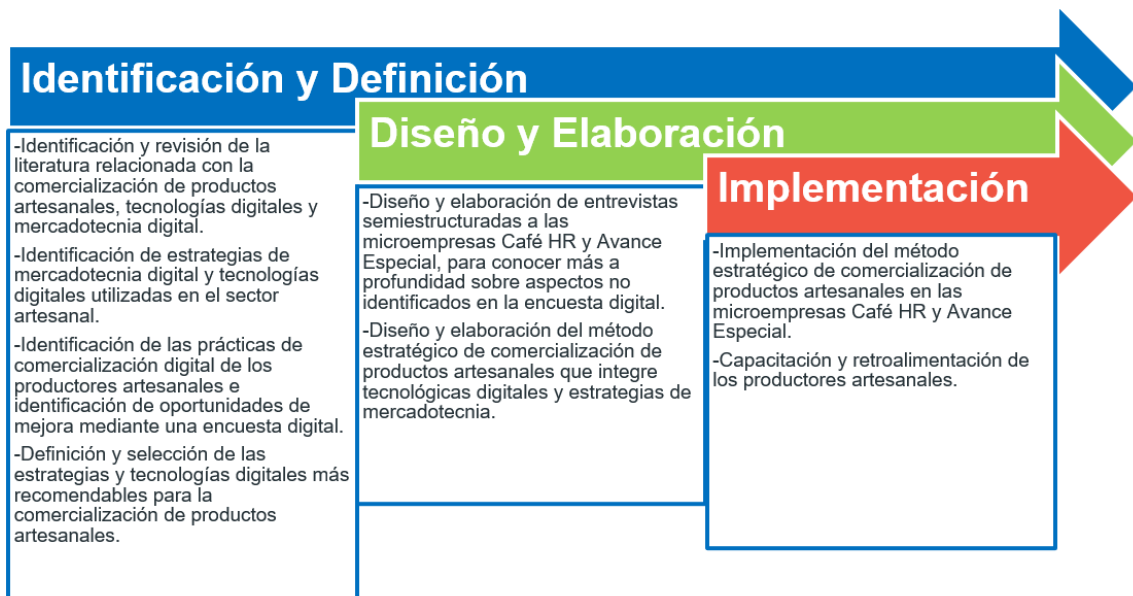 Identificación y Definición
-Identificación y revisión de la
literatura relacionada con la
comercialización de productos
artesanales, tecnologías digitales y
mercadotecnia digital.
-Identificación de estrategias de
mercadotecnia digital y tecnologías
digitales utilizadas en el sector
artesanal.
-Identificación de las prácticas de
comercialización digital de los
productores artesanales e
identificación de oportunidades de
mejora mediante una encuesta digital.
-Definición y selección de las
estrategias y tecnologías digitales más
recomendables para la
comercialización de productos
artesanales.
Diseño y Elaboración
-Diseño y elaboración de entrevistas
semiestructuradas a las
microempresas Café HR y Avance
Especial, para conocer más a
profundidad sobre aspectos no
identificados en la encuesta digital.
-Diseño y elaboración del método
estratégico de comercialización de
productos artesanales que integre
tecnológicas digitales y estrategias de
mercadotecnia.
Implementación
-Implementación del método
estratégico de comercialización de
productos artesanales en las
microempresas Café HR y Avance
Especial.
-Capacitación y retroalimentación de
los productores artesanales.